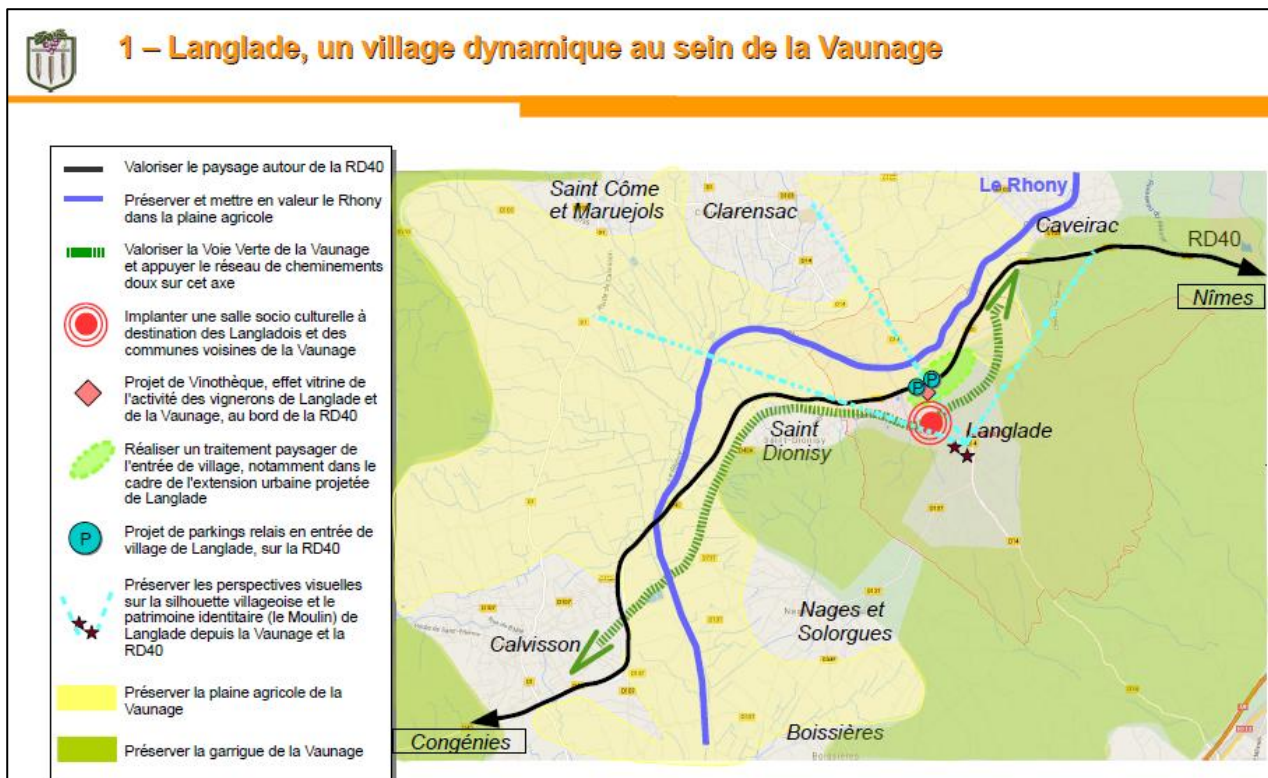 1 – Langlade, un village dynamique au sein de la Vaunage
Valoriser le paysage autour de la RD40
Préserver et mettre en valeur le Rhony
dans la plaine agricole
Valoriser la Voie Verte de la Vaunage
et appuyer le réseau de cheminements
doux sur cet axe
Implanter une salle socio culturelle à
destination des Langladois et des
communes voisines de la Vaunage
Projet de Vinothèque, effet vitrine de
l'activité des vignerons de Langlade et
de la Vaunage, au bord de la RD40
Réaliser un traitement paysager de
l'entrée de village, notamment dans le
cadre de l'extension urbaine projetée
de Langlade
P
Projet de parkings relais en entrée de
village de Langlade, sur la RD40
Préserver les perspectives visuelles
sur la silhouette villageoise et le
patrimoine identitaire (le Moulin) de
Langlade depuis la Vaunage et la
RD40
Préserver la plaine agricole de la
Vaunage
Préserver la garrigue de la Vaunage
Saint Côme
et Maruejols
Clarensac
Le Rhony
Caveirac
RD40
Nîmes
P
P
Langlade
Saint
Dionisy
Nages et
Solorgues
Calvisson
Congénies
Boissières
Boissières
D14
D137
D14
D107
D107
D137